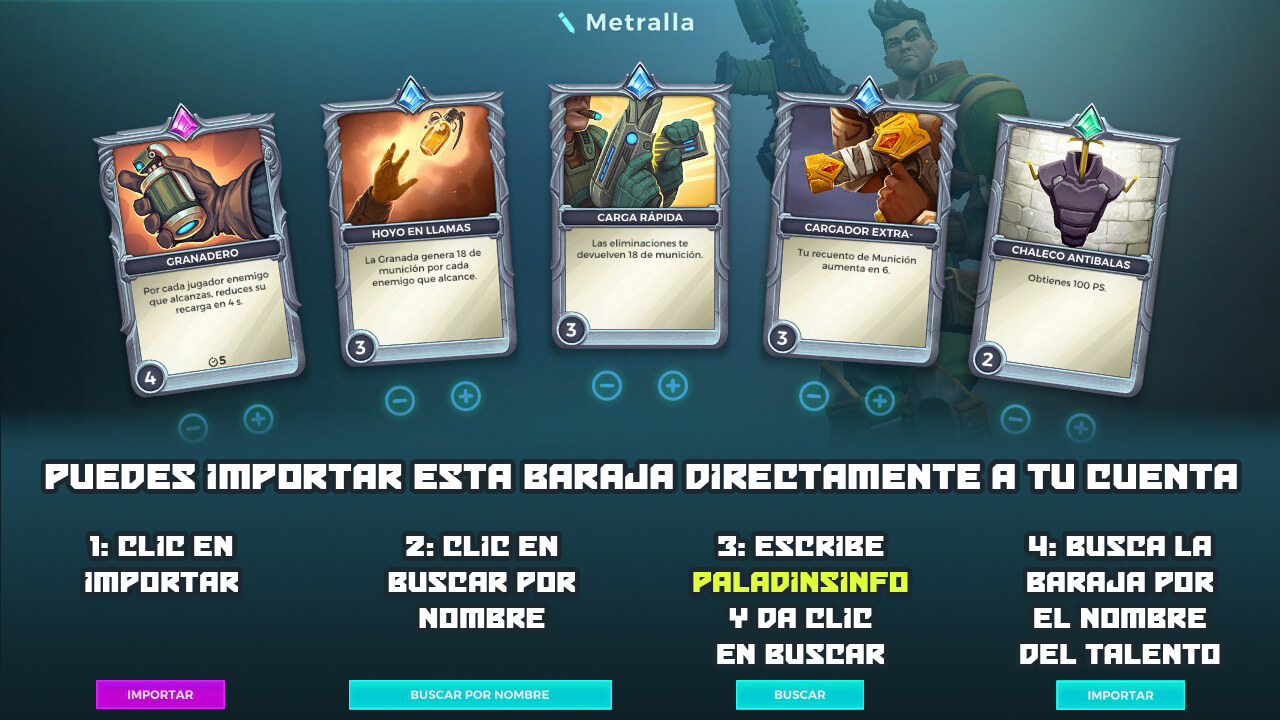 Metralla
GRANADERO
Por cada jugador enemigo
que alcanzas, reduces su
recarga en 4 s.
5
4
HOYO EN LLAMAS
La Granada genera 18 de
munición por cada
enemigo que alcance.
3
CARGA RÁPIDA
Las eliminaciones te
devuelven 18 de munición.
3
CARGADOR EXTRA-
Tu recuento de Munición
aumenta en 6.
3
CHALECO ANTIBALAS
Obtienes 100 PS.
2
PUEDES IMPORTAR ESTA BARAJA DIRECTAMENTE A TU CUENTA
1: CLIC EN
IMPORTAR
IMPORTAR
2: CLIC EN
BUSCAR POR
NOMBRE
BUSCAR POR NOMBRE
3: ESCRIBE
PALADINSINFO
Y DA CLIC
EN BUSCAR
BUSCAR
4: BUSCA LA
BARAJA POR
EL NOMBRE
DEL TALENTO
IMPORTAR